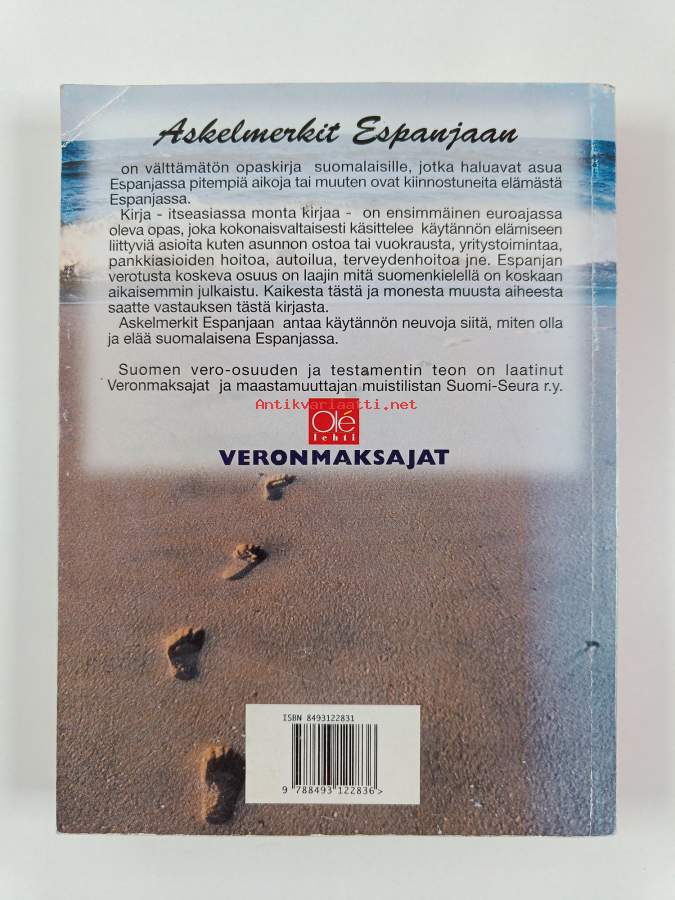 Askelmerkit Espanjaan
on välttämätön opaskirja suomalaisille, jotka haluavat asua
Espanjassa pitempiä aikoja tai muuten ovat kiinnostuneita elämästä
Espanjassa.
Kirja - itseasiassa monta kirjaa - on ensimmäinen euroajassa
oleva opas, joka kokonaisvaltaisesti käsittelee käytännön elämiseen
liittyviä asioita kuten asunnon ostoa tai vuokrausta, yritystoimintaa,
pankkiasioiden hoitoa, autoilua, terveydenhoitoa jne. Espanjan
verotusta koskeva osuus on laajin mitä suomenkielellä on koskaan
aikaisemmin julkaistu. Kaikesta tästä ja monesta muusta aiheesta
saatte vastauksen tästä kirjasta.
Askelmerkit Espanjaan antaa käytännön neuvoja siitä, miten olla
ja elää suomalaisena Espanjassa.
Suomen vero-osuuden ja testamentin teon on laatinut
Veronmaksajat ja maastamuuttajan muistilistan Suomi-Seura r.y.
Antikvariaatti.net
Olé
lehti
VERONMAKSAJAT
ISBN 8493122831
9 788493 122836>